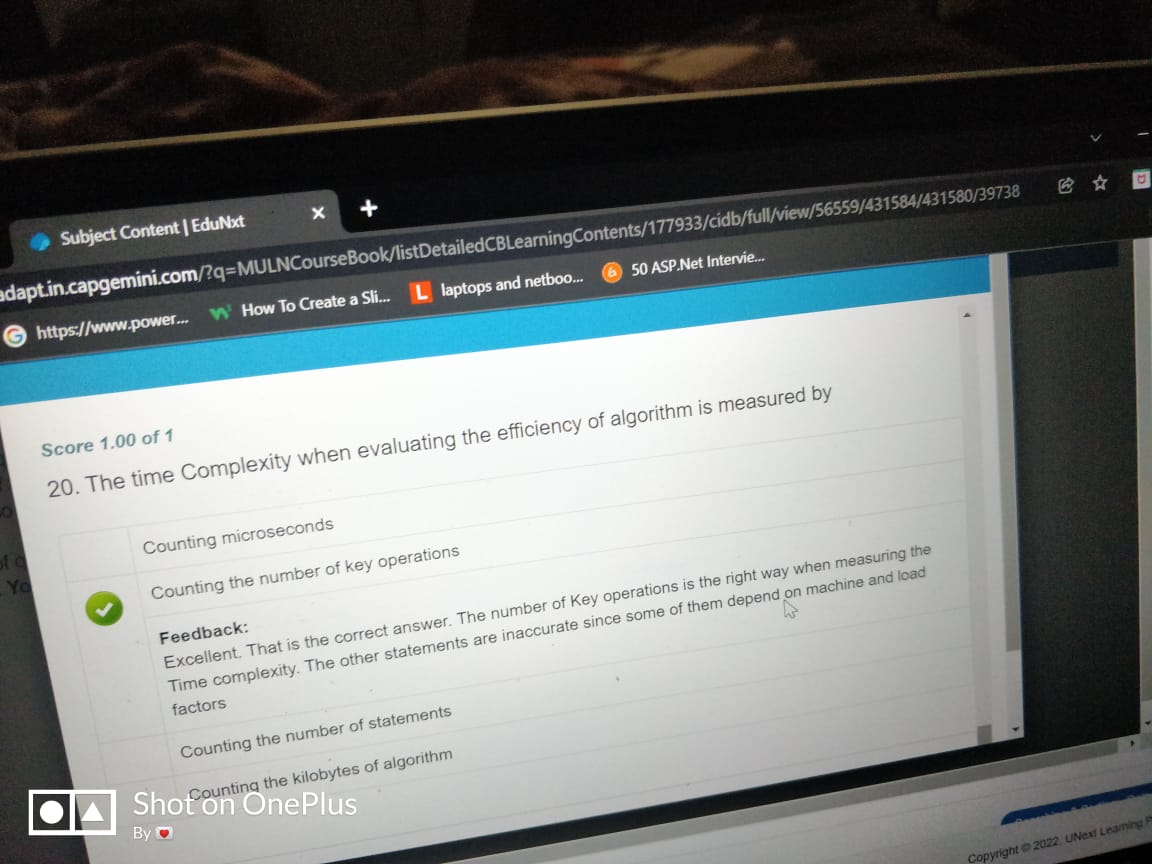 Subject Content | EduNxt
adapt.in.capgemini.com/?q=MULNCourseBook/listDetailedCBLearningContents/177933/cidb/full/view/56559/431584/431580/39738
https://www.power...
How To Create a Sli...
L laptops and netboo...
50 ASP.Net Intervie...
Score 1.00 of 1
20. The time Complexity when evaluating the efficiency of algorithm is measured by
Counting microseconds
Counting the number of key operations
Feedback:
Excellent. That is the correct answer. The number of Key operations is the right way when measuring the
Time complexity. The other statements are inaccurate since some of them depend on machine and load
factors
Counting the number of statements
Counting the kilobytes of algorithm
Shot on OnePlus
By
Copyright © 2022, UNext Learning P